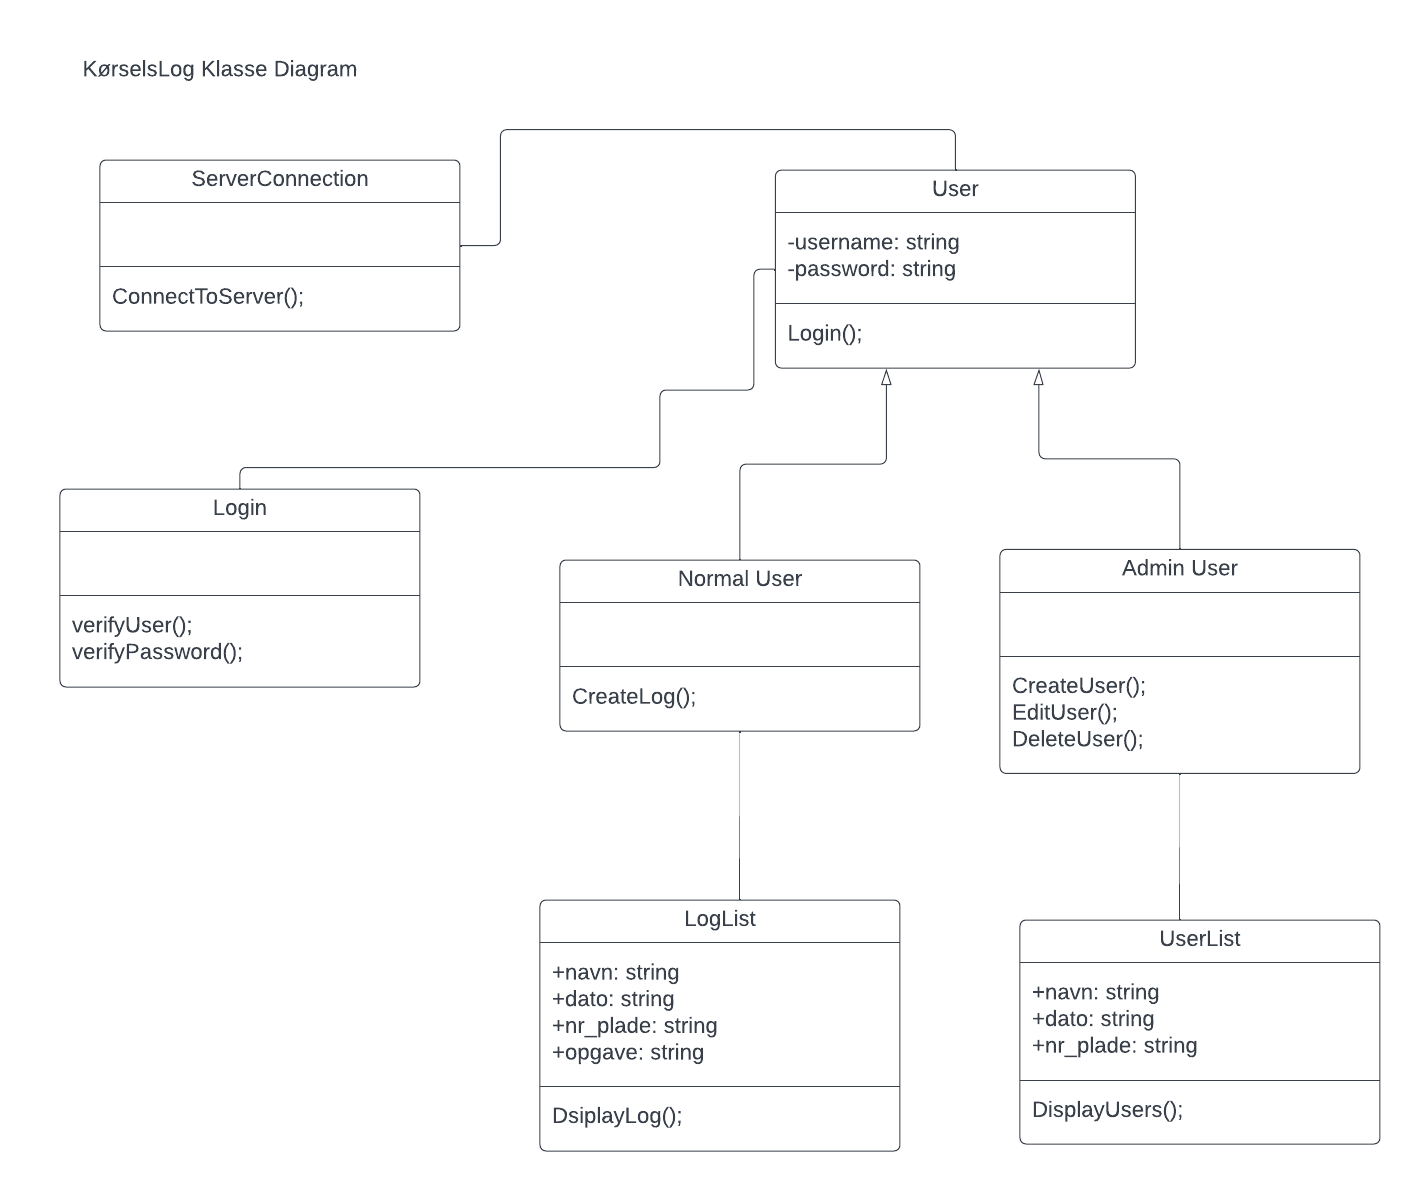 KørselsLog Klasse Diagram
ServerConnection
ConnectToServer();
User
-username: string
-password: string
Login();
Login
verifyUser();
verifyPassword();
Normal User
CreateLog();
Admin User
CreateUser();
EditUser();
DeleteUser();
LogList
+navn: string
+dato: string
+nr_plade: string
+opgave: string
DsiplayLog();
UserList
+navn: string
+dato: string
+nr_plade: string
DisplayUsers();